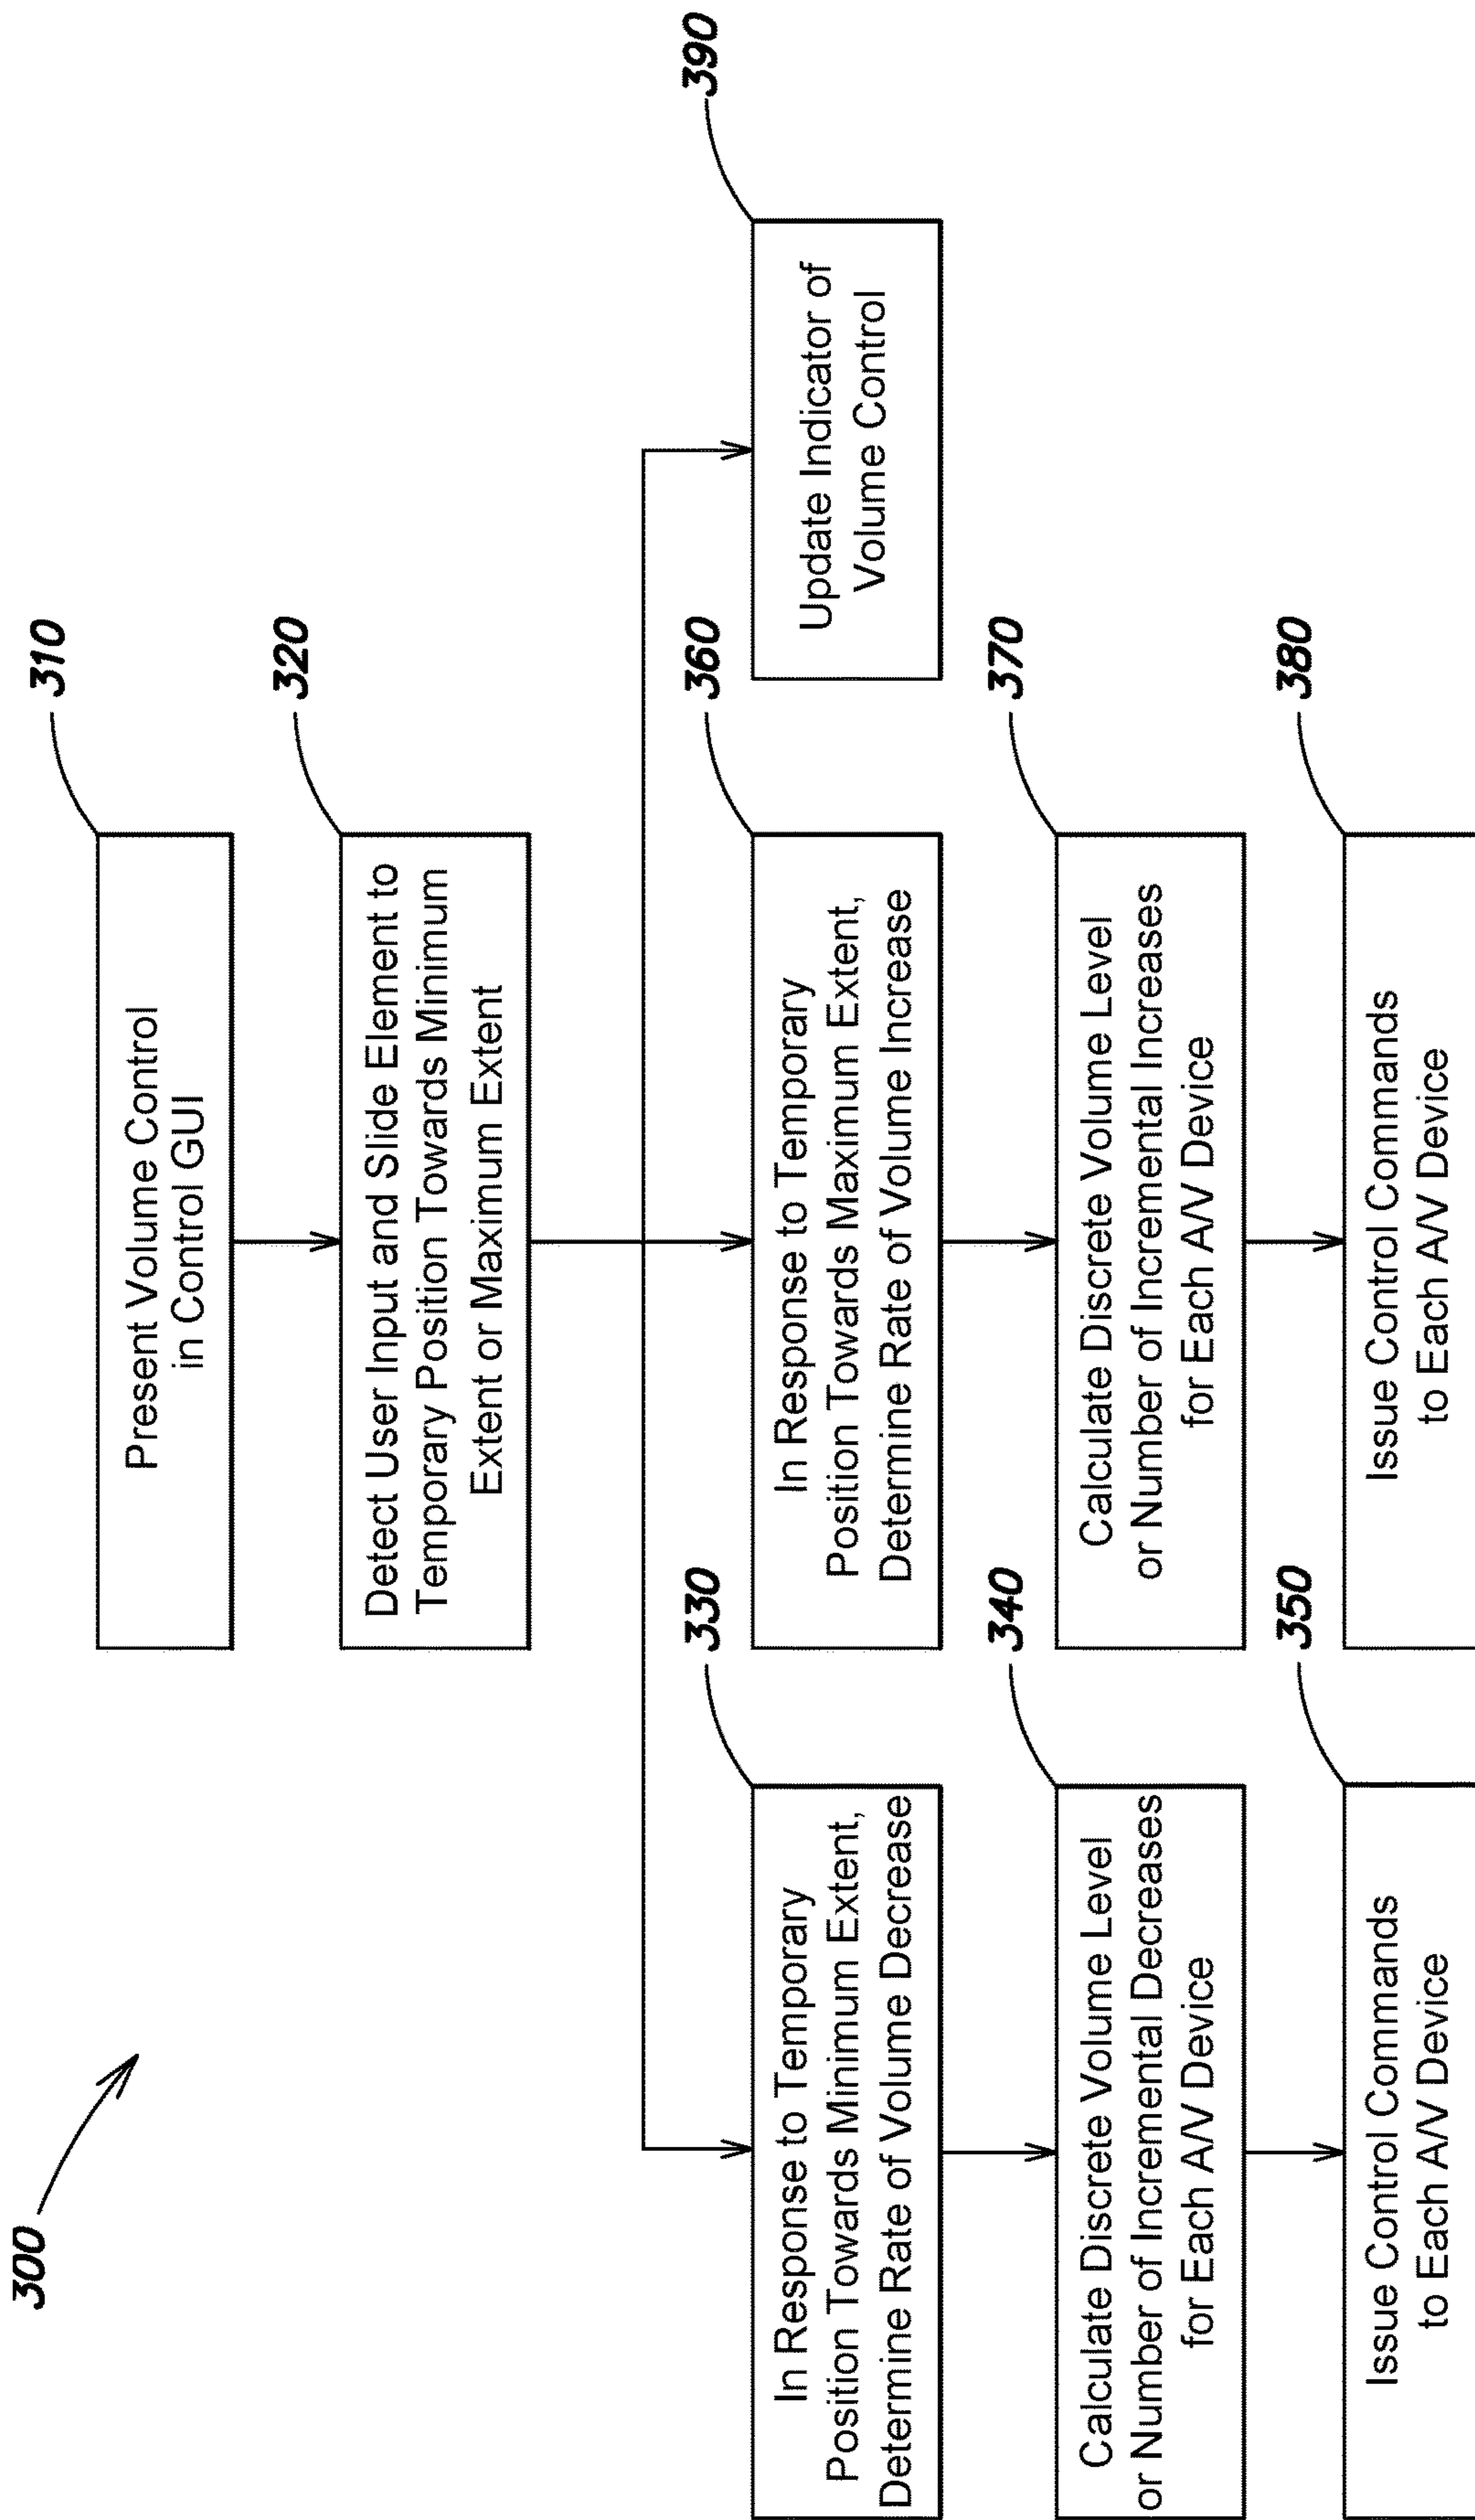 300
310
Present Volume Control
in Control GUI
320
Detect User Input and Slide Element to
Temporary Position Towards Minimum
Extent or Maximum Extent
330
In Response to Temporary
Position Towards Minimum Extent,
Determine Rate of Volume Decrease
340
Calculate Discrete Volume Level
or Number of Incremental Decreases
for Each A/V Device
350
Issue Control Commands
to Each A/V Device
360
In Response to Temporary
Position Towards Maximum Extent,
Determine Rate of Volume Increase
370
Calculate Discrete Volume Level
or Number of Incremental Increases
for Each A/V Device
380
Issue Control Commands
to Each A/V Device
390
Update Indicator of
Volume Control